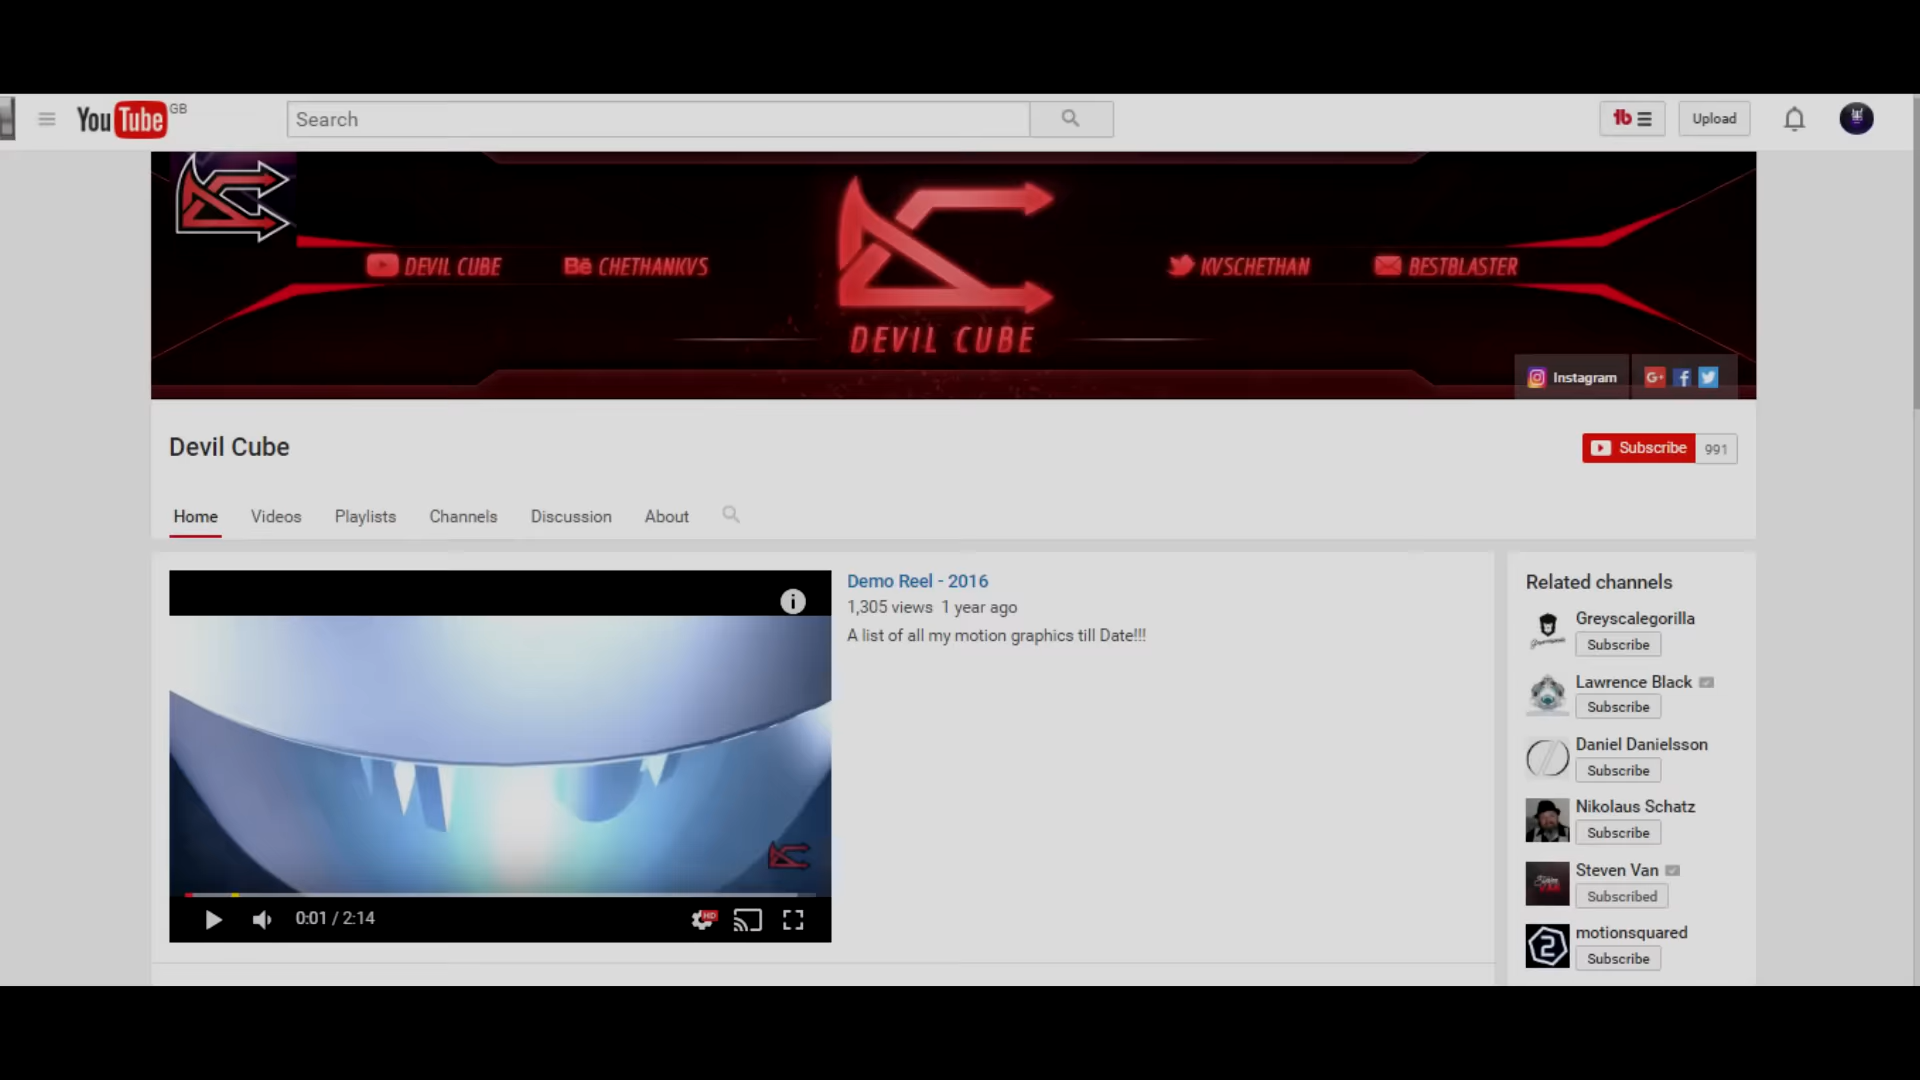 YouTube GB
Search
Upload
DEVIL CUBE
Bē CHETHANKVS
KVSCHETHAN
BESTBLASTER
DEVIL CUBE
Instagram
G+
Devil Cube
Subscribe 991
Home Videos Playlists Channels Discussion About
Demo Reel - 2016
1,305 views 1 year ago
A list of all my motion graphics till Date!!!
0:01 / 2:14
HD
Related channels
Greyscalegorilla
Subscribe
Lawrence Black
Subscribe
Daniel Danielsson
Subscribe
Nikolaus Schatz
Subscribe
Steven Van
Subscribed
motionsquared
2
Subscribe